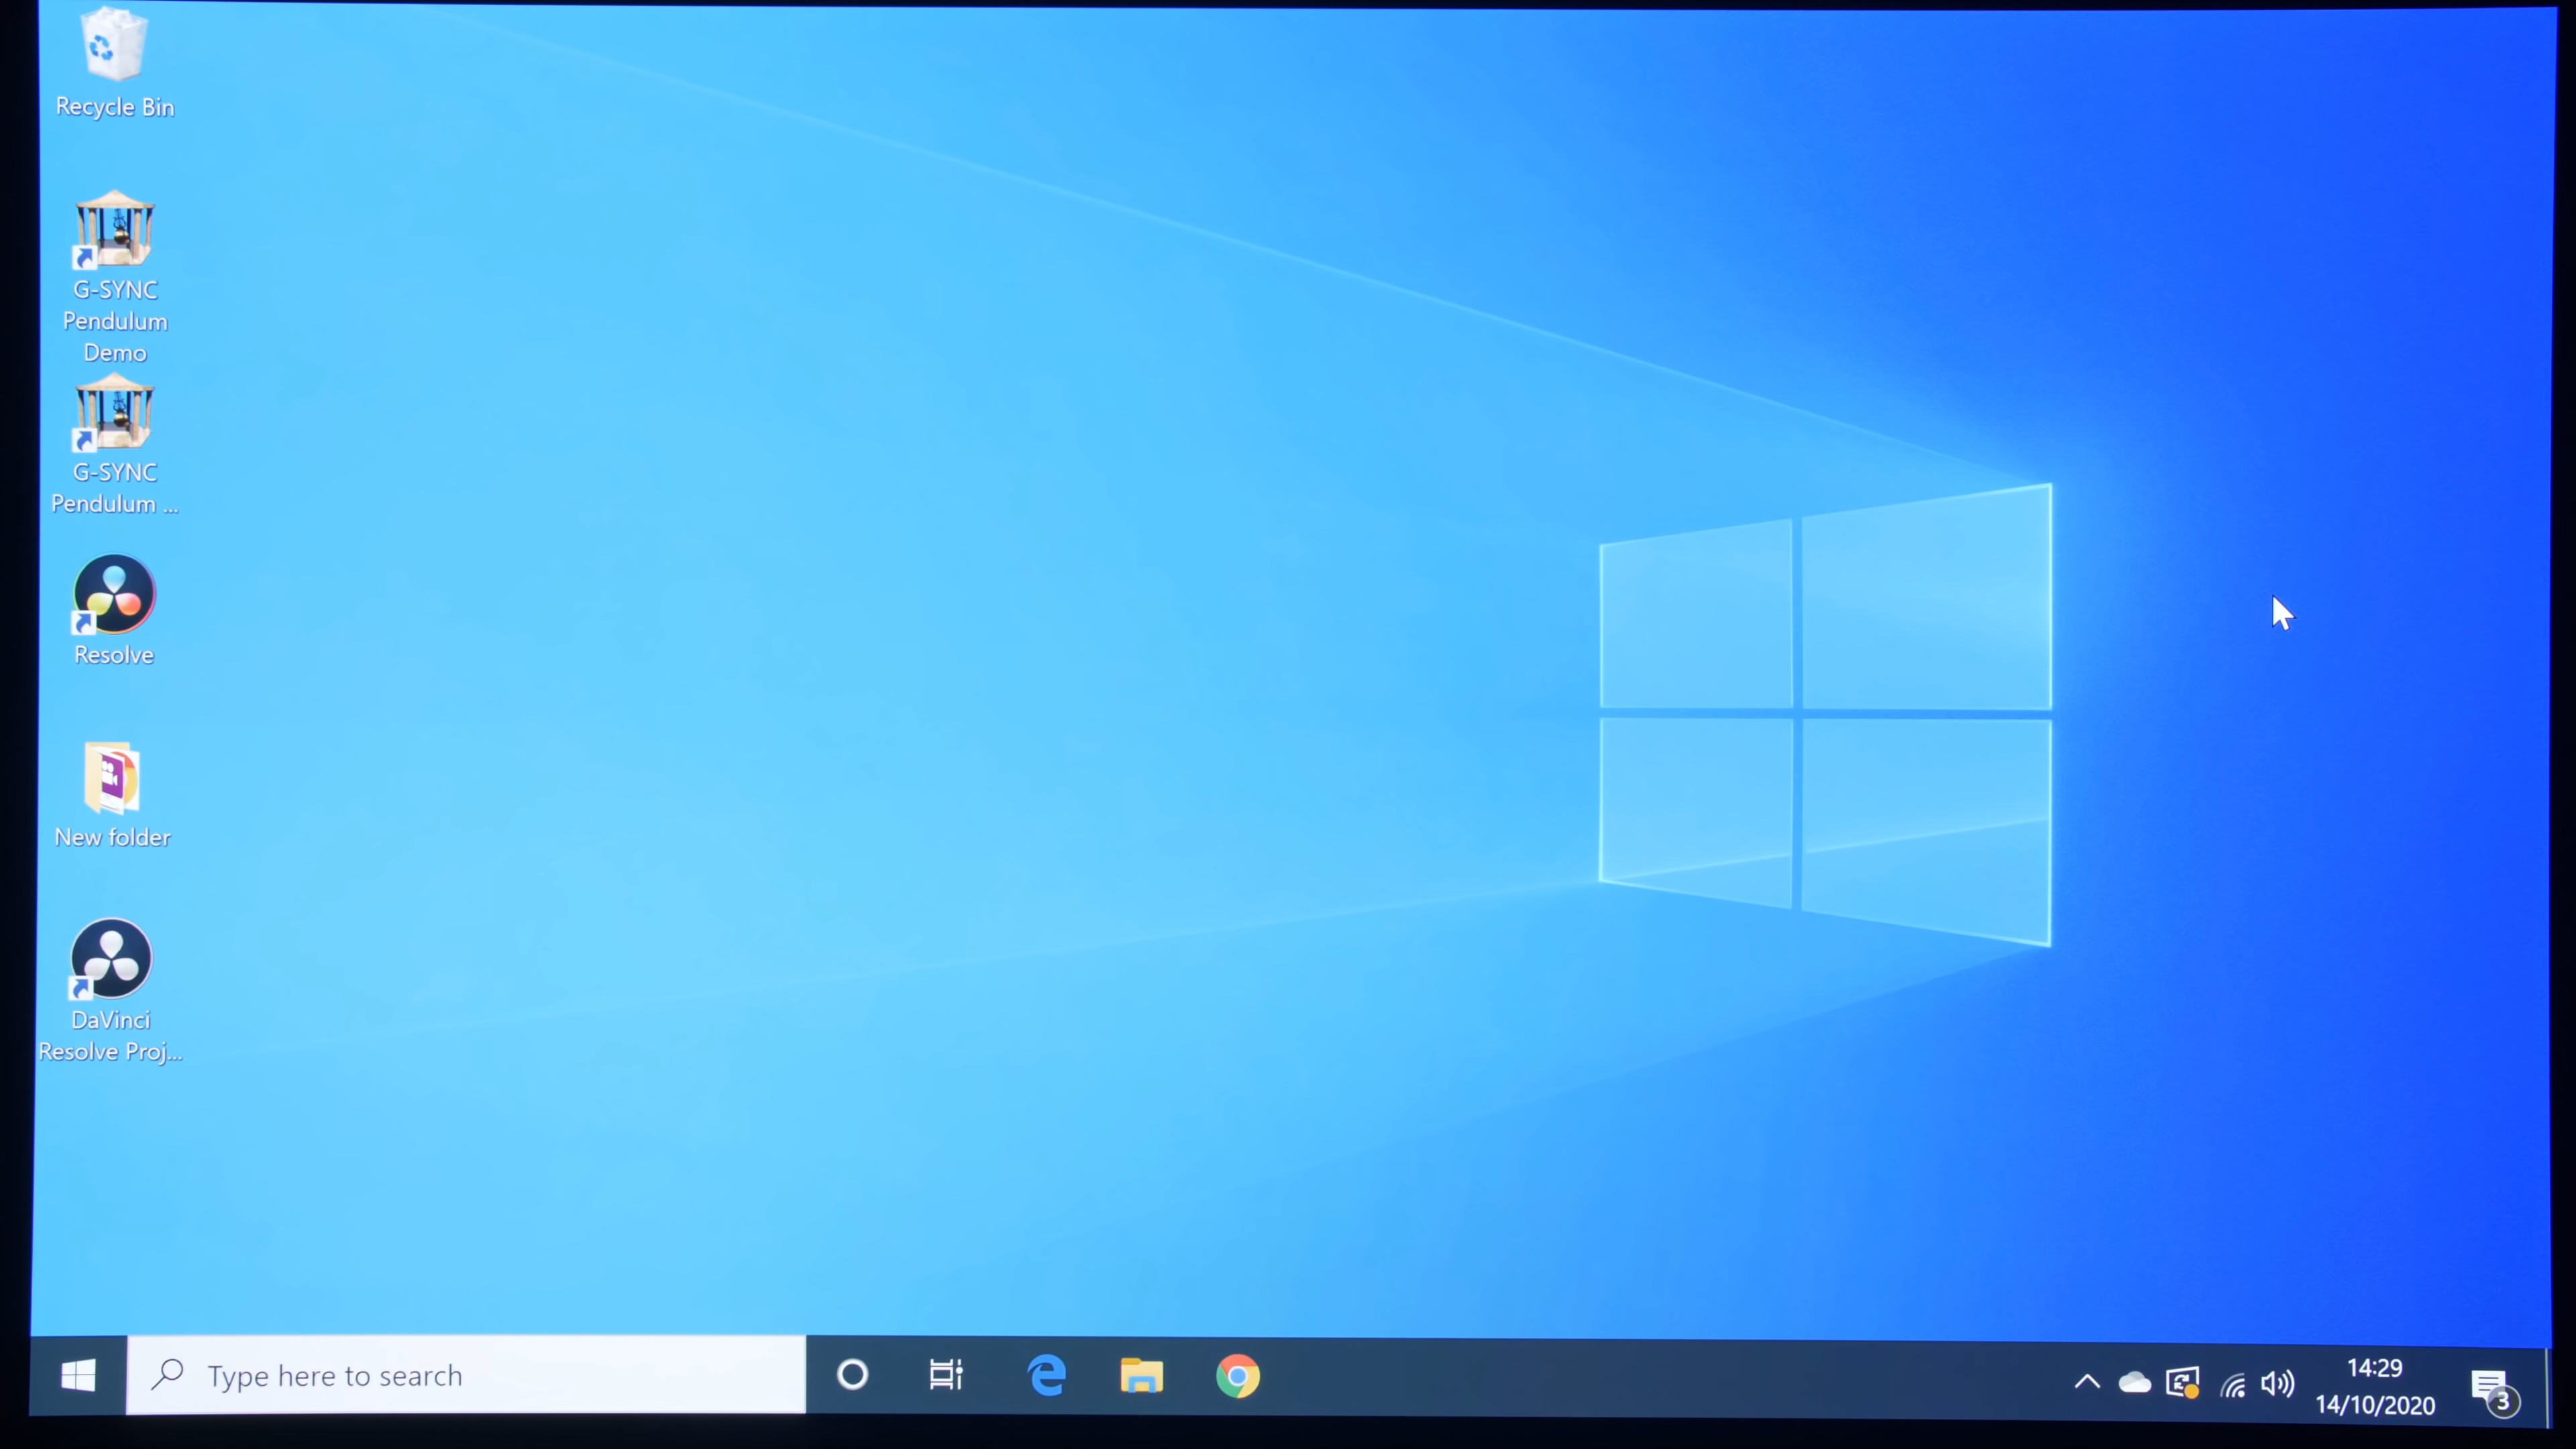 Recycle Bin
G-SYNC
Pendulum
Demo
G-SYNC
Pendulum ...
Resolve
New folder
DaVinci
Resolve Proj...
Type here to search
14:29
14/10/2020
3